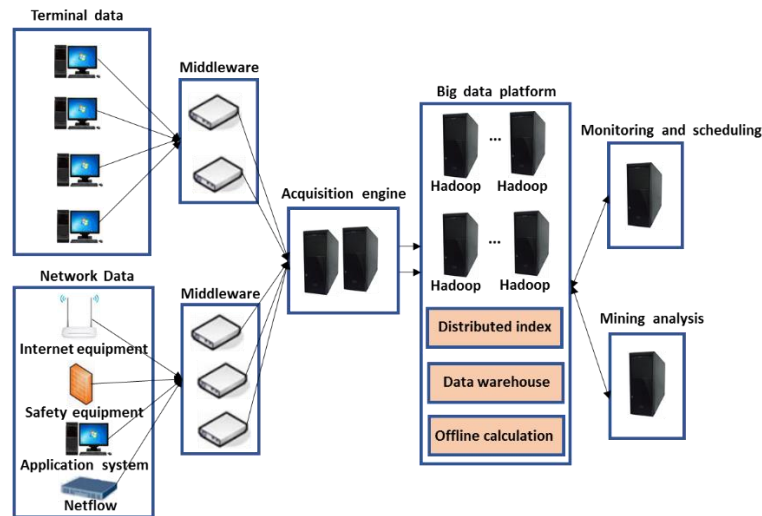 Terminal data
Middleware
Network Data
Internet equipment
Safety equipment
Application system
Netflow
Middleware
Acquisition engine
Big data platform
...
Hadoop Hadoop
...
Hadoop Hadoop
Distributed index
Data warehouse
Offline calculation
Monitoring and scheduling
Mining analysis